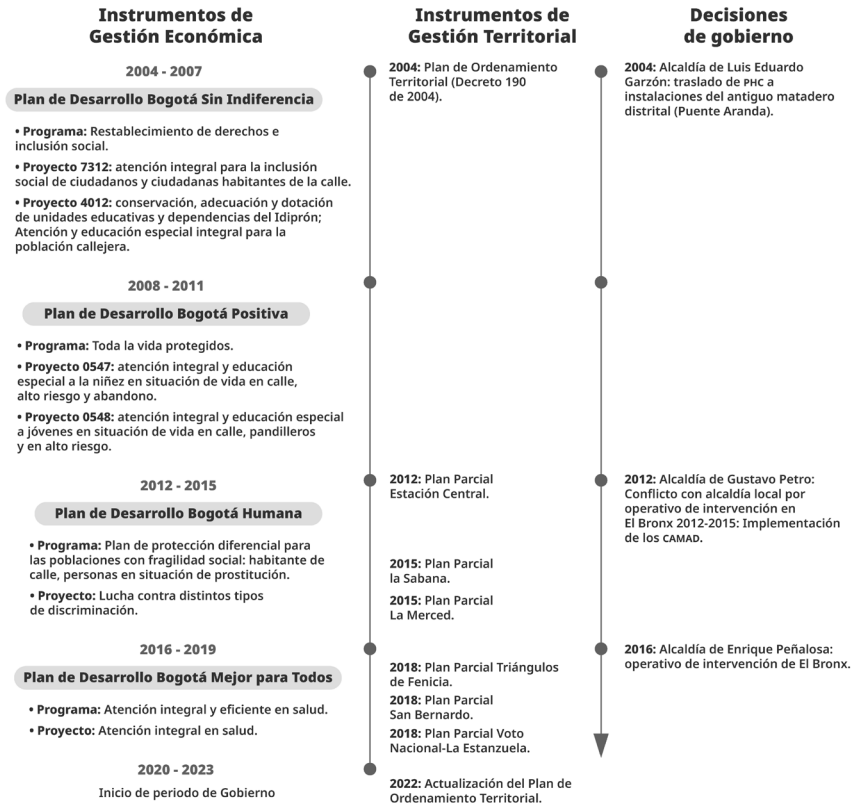 Instrumentos de
Gestión Económica
2004 - 2007
Plan de Desarrollo Bogotá Sin Indiferencia
• Programa: Restablecimiento de derechos e
inclusión social.
• Proyecto 7312: atención integral para la inclusión
social de ciudadanos y ciudadanas habitantes de la calle.
• Proyecto 4012: conservación, adecuación y dotación
de unidades educativas y dependencias del Idiprón;
Atención y educación especial integral para la
población callejera.
2008 - 2011
Plan de Desarrollo Bogotá Positiva
• Programa: Toda la vida protegidos.
• Proyecto 0547: atención integral y educación
especial a la niñez en situación de vida en calle,
alto riesgo y abandono.
• Proyecto 0548: atención integral y educación especial
a jóvenes en situación de vida en calle, pandilleros
y en alto riesgo.
2012 - 2015
Plan de Desarrollo Bogotá Humana
• Programa: Plan de protección diferencial para
las poblaciones con fragilidad social: habitante de
calle, personas en situación de prostitución.
• Proyecto: Lucha contra distintos tipos
de discriminación.
2016 - 2019
Plan de Desarrollo Bogotá Mejor para Todos
• Programa: Atención integral y eficiente en salud.
• Proyecto: Atención integral en salud.
2020 - 2023
Inicio de periodo de Gobierno
Instrumentos de
Gestión Territorial
2004: Plan de Ordenamiento
Territorial (Decreto 190
de 2004).
2012: Plan Parcial
Estación Central.
2015: Plan Parcial
la Sabana.
2015: Plan Parcial
La Merced.
2018: Plan Parcial Triángulos
de Fenicia.
2018: Plan Parcial
San Bernardo.
2018: Plan Parcial Voto
Nacional-La Estanzuela.
2022: Actualización del Plan de
Ordenamiento Territorial.
Decisiones
de gobierno
2004: Alcaldía de Luis Eduardo
Garzón: traslado de PHC a
instalaciones del antiguo matadero
distrital (Puente Aranda).
2012: Alcaldía de Gustavo Petro:
Conflicto con alcaldía local por
operativo de intervención en
El Bronx 2012-2015: Implementación
de los CAMAD.
2016: Alcaldía de Enrique Peñalosa:
operativo de intervención de El Bronx.